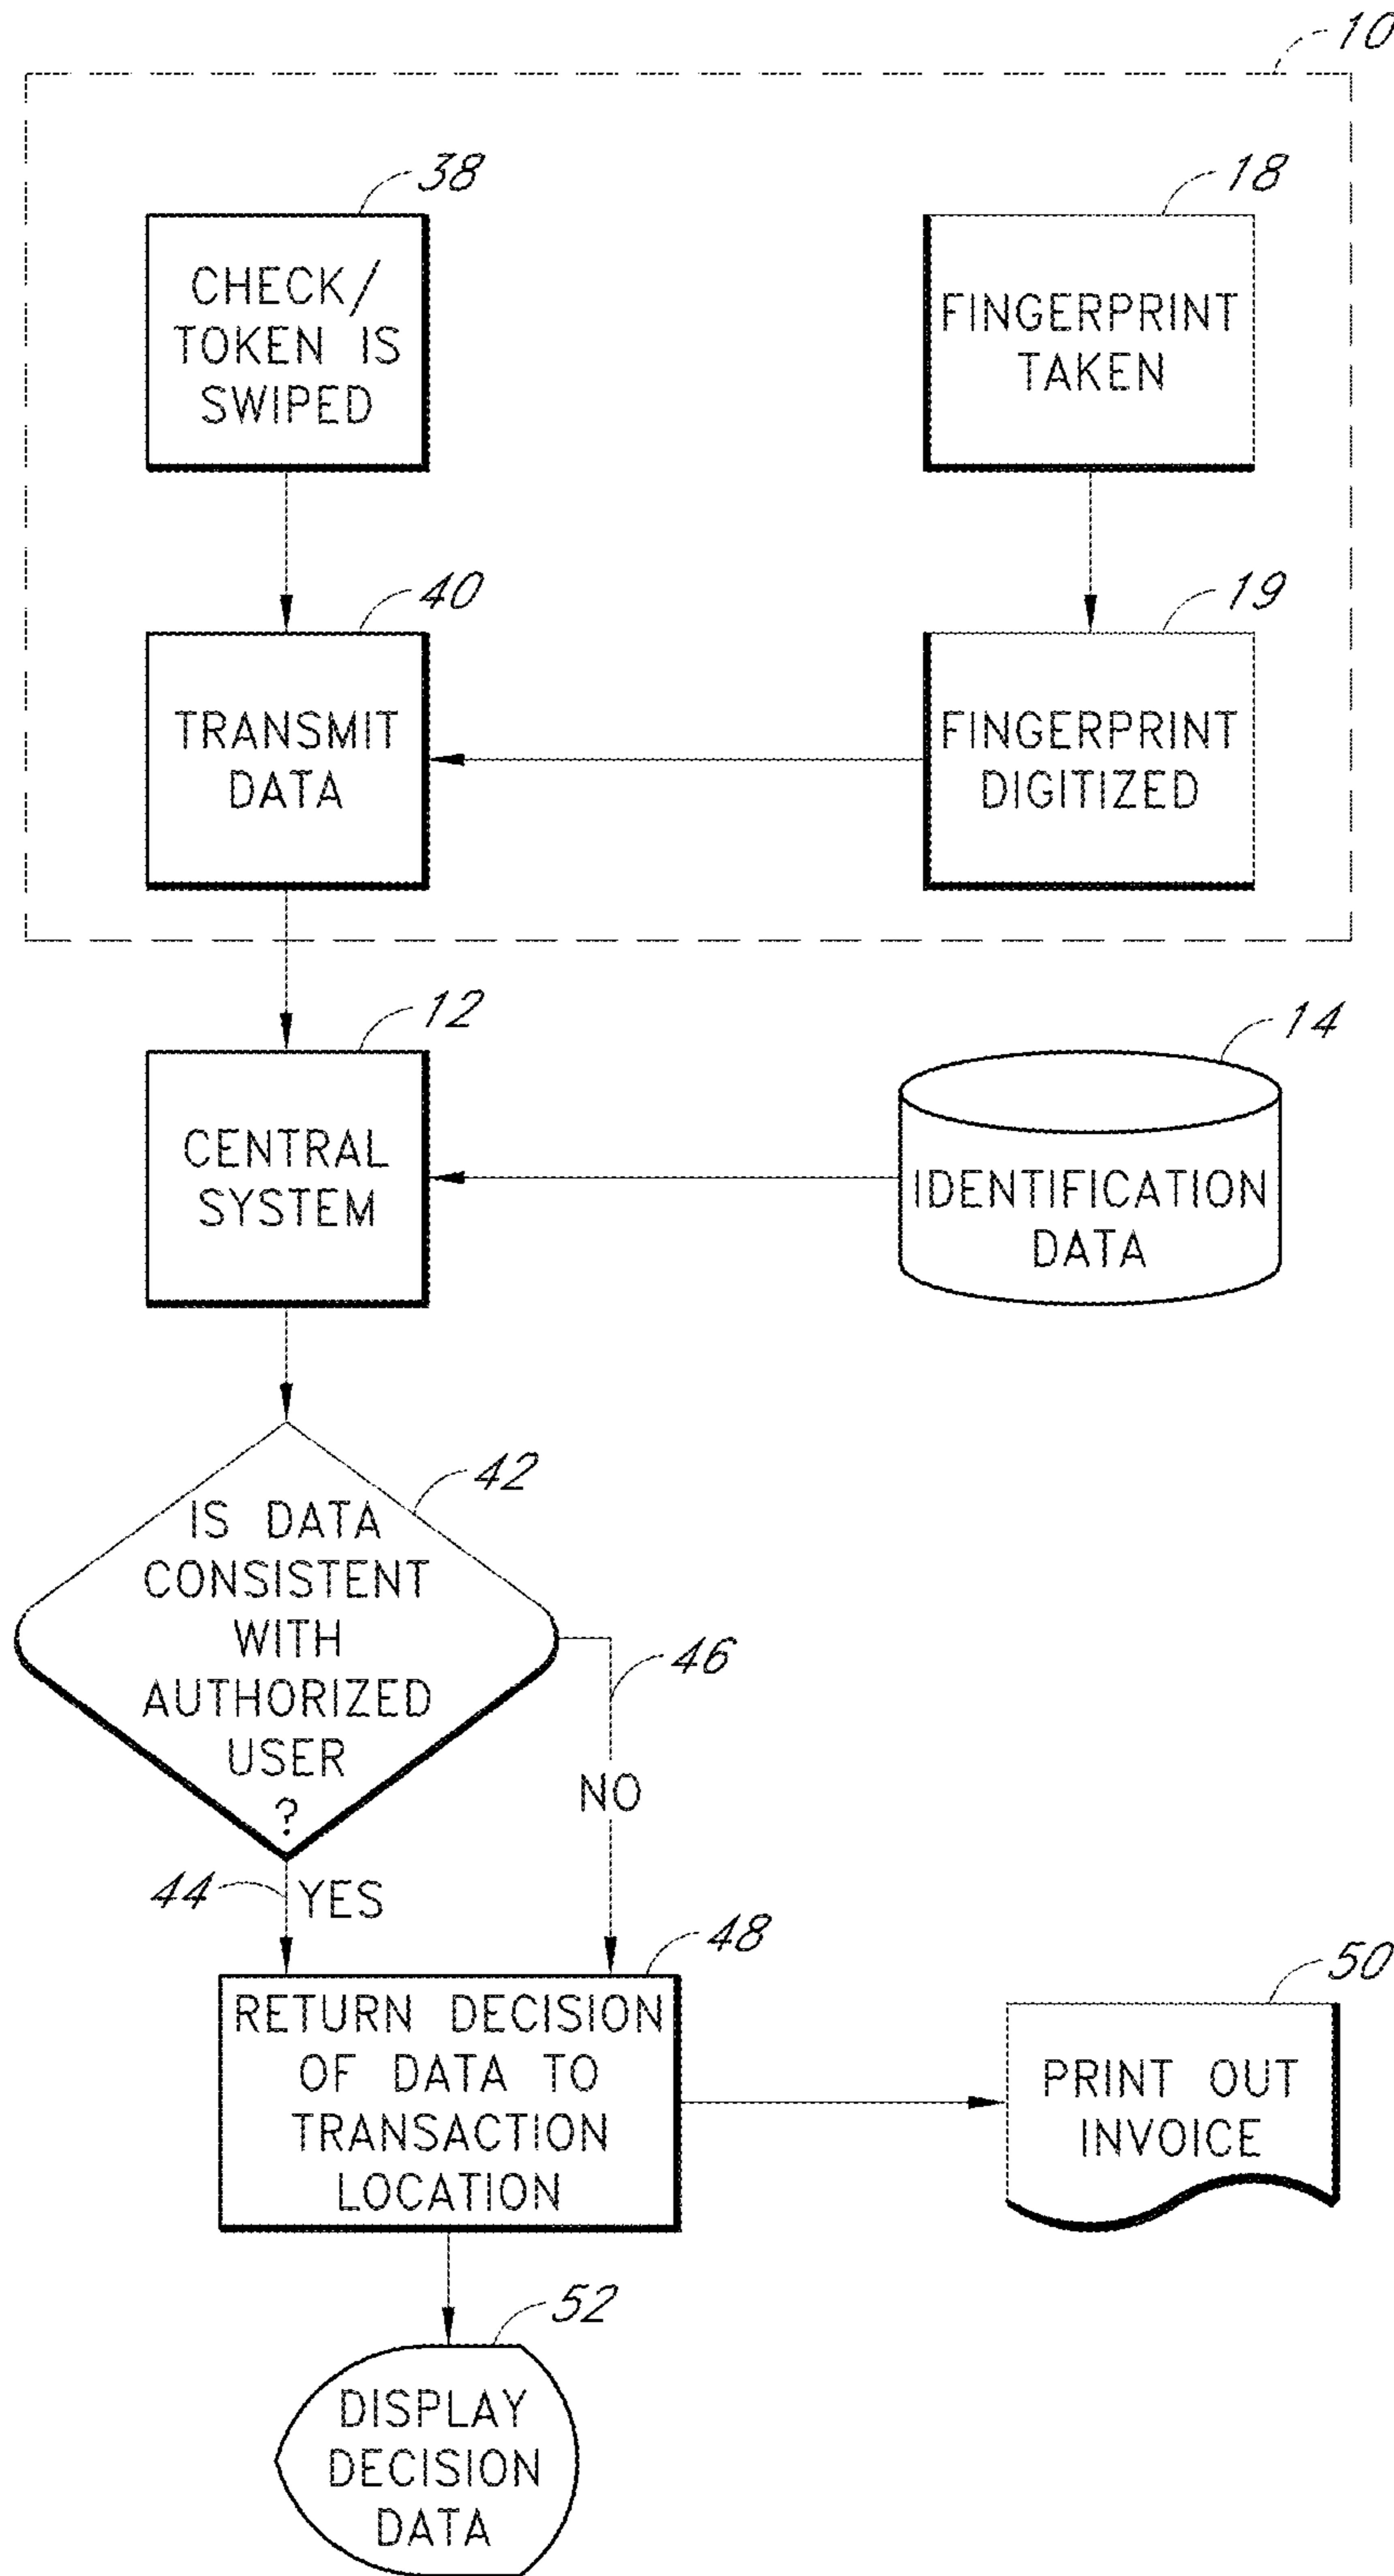 10
38
CHECK/
TOKEN IS
SWIPED
18
FINGERPRINT
TAKEN
40
TRANSMIT
DATA
19
FINGERPRINT
DIGITIZED
12
CENTRAL
SYSTEM
14
IDENTIFICATION
DATA
42
IS DATA
CONSISTENT
WITH
AUTHORIZED
USER
?
46
NO
44
YES
48
RETURN DECISION
OF DATA TO
TRANSACTION
LOCATION
50
PRINT OUT
INVOICE
52
DISPLAY
DECISION
DATA